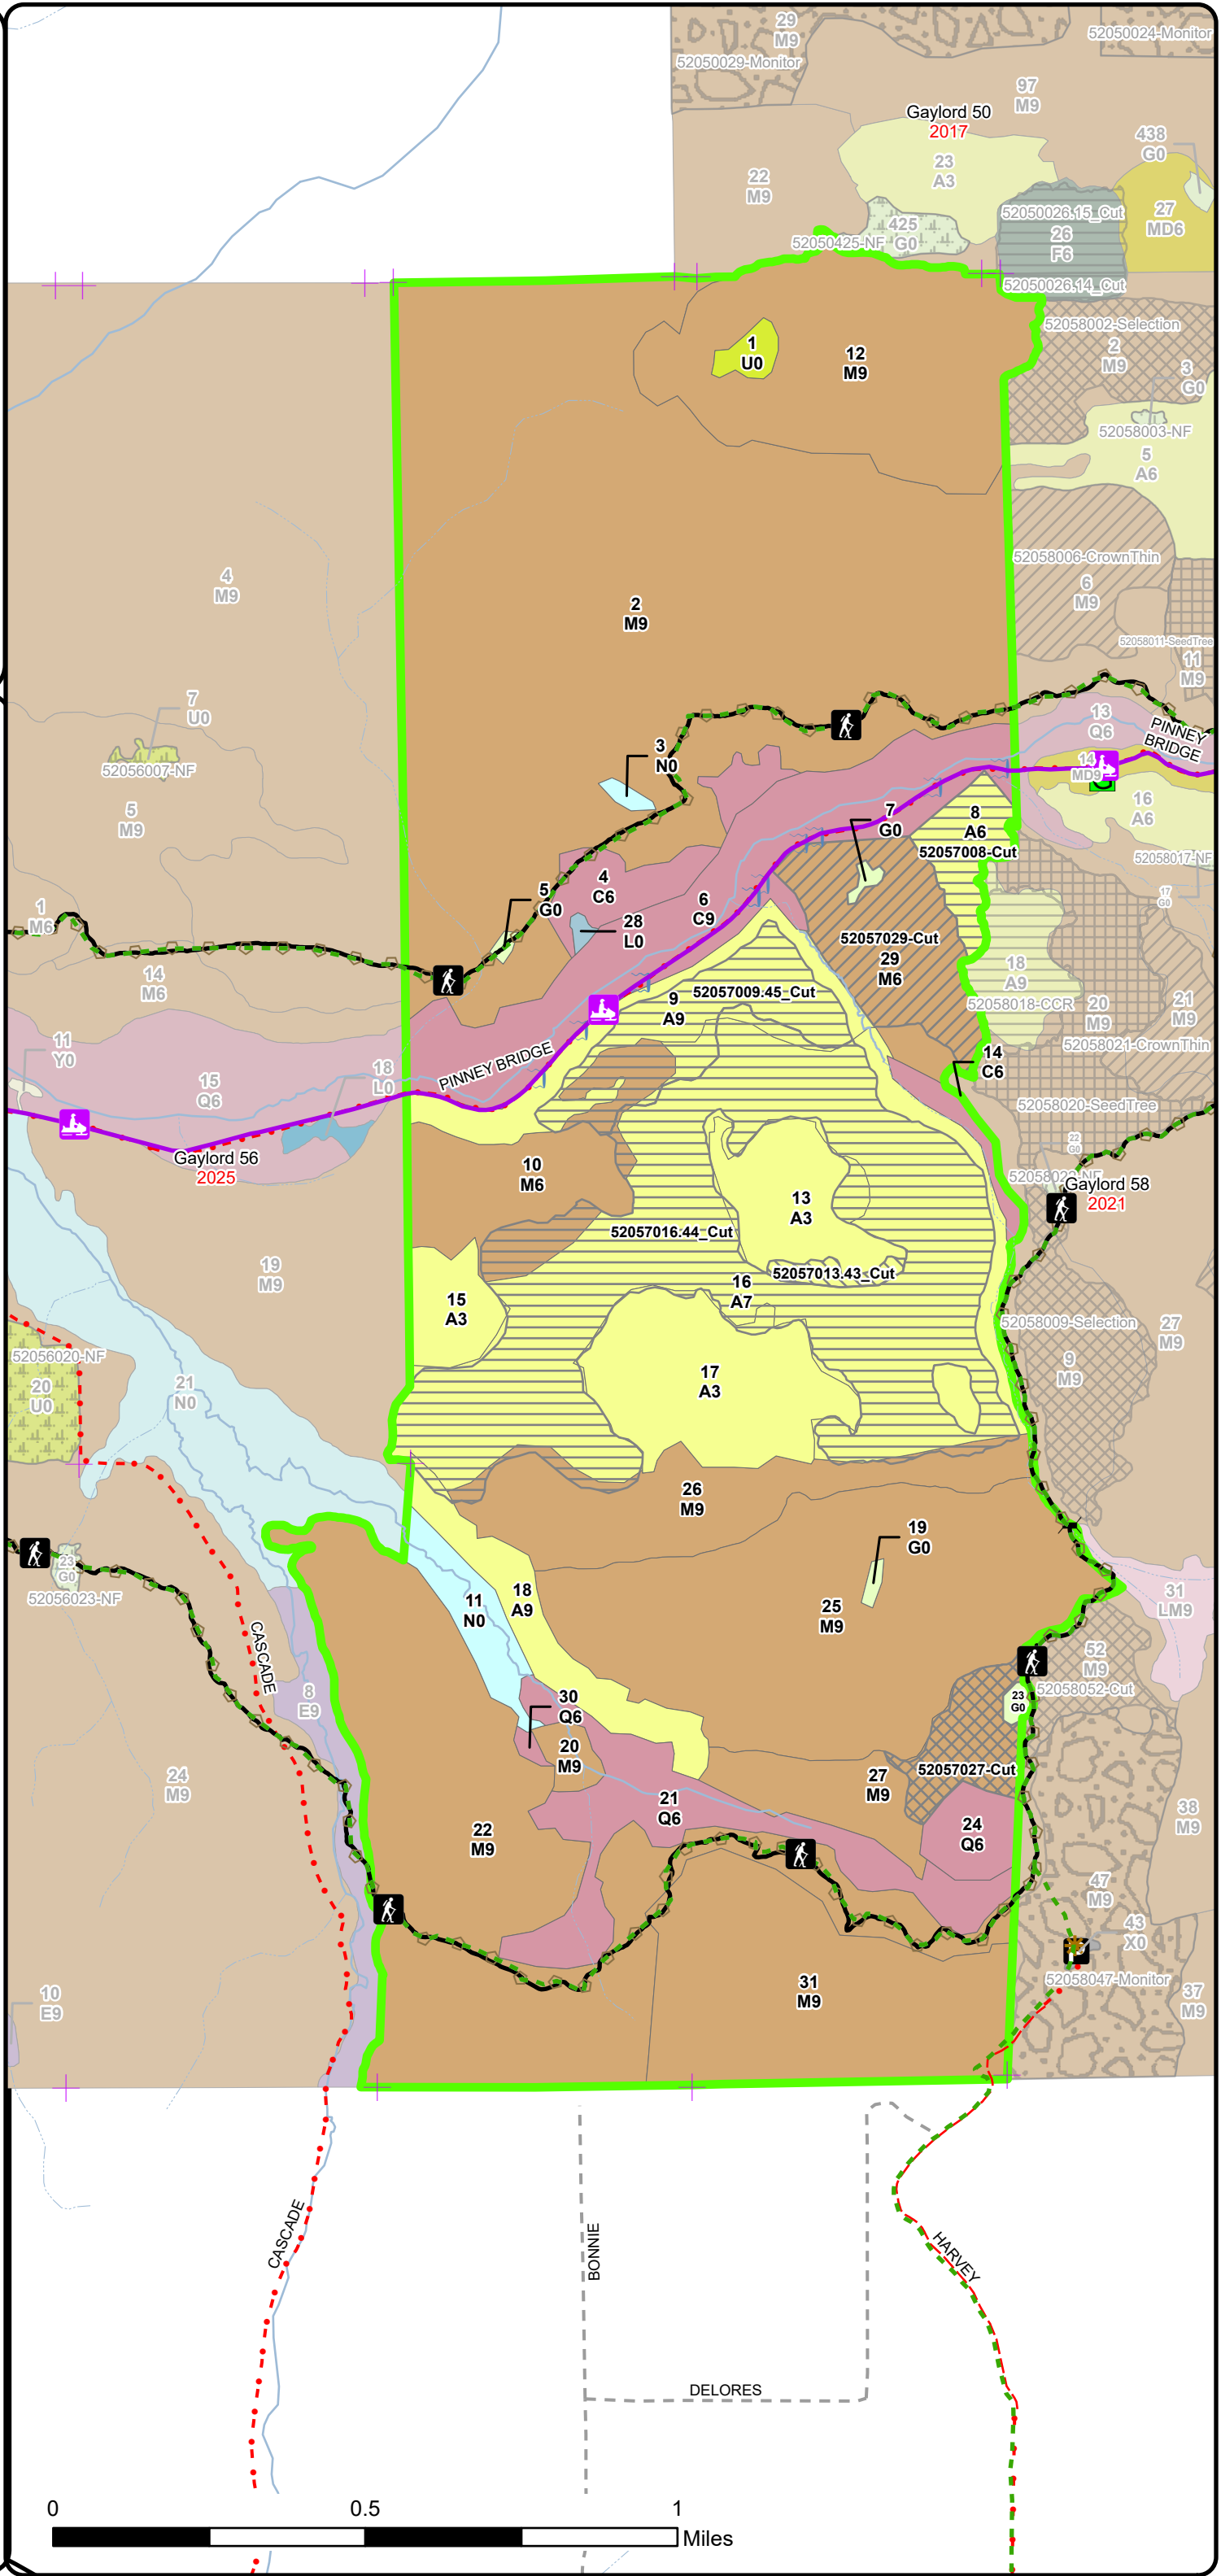 29
M9
52050029-Monitor
52050024-Monitor
97
M9
Gaylord 50
2017
438
G0
23
A3
22
M9
27
MD6
52050026.15_Cut
26
F6
425
G0
52050425-NF
52050026.14_Cut
52058002-Selection
2
M9
1
U0
12
M9
3
G0
52058003-NF
5
A6
52058006-CrownThin
6
M9
4
M9
2
M9
52058011-SeedTree
11
M9
7
U0
13
Q6
PINNEY
BRIDGE
52056007-NF
3
N0
14
MD9
5
M9
16
A6
7
G0
8
A6
52057008-Cut
52058017-NF
4
C6
5
G0
17
G0
1
M6
6
C9
28
L0
52057029-Cut
29
M6
14
M6
18
A9
52058018-CCR
20
M9
21
M9
52057009.45_Cut
9
A9
52058021-CrownThin
11
Y0
14
C6
PINNEY BRIDGE
18
L0
15
Q6
52058020-SeedTree
22
G0
Gaylord 56
2025
10
M6
52058022-NF
Gaylord 58
2021
13
A3
52057016.44_Cut
19
M9
52057013.43_Cut
16
A7
15
A3
52058009-Selection
27
M9
9
M9
52056020-NF
20
U0
21
N0
17
A3
26
M9
19
G0
23
G0
52056023-NF
18
A9
11
N0
25
M9
31
LM9
CASCADE
52
M9
52058052-Cut
8
E9
30
Q6
23
G0
20
M9
52057027-Cut
24
M9
27
M9
21
Q6
38
M9
22
M9
24
Q6
47
M9
43
X0
52058047-Monitor
10
E9
31
M9
37
M9
CASCADE
BONNIE
HARVEY
DELORES
0 0.5 1
Miles